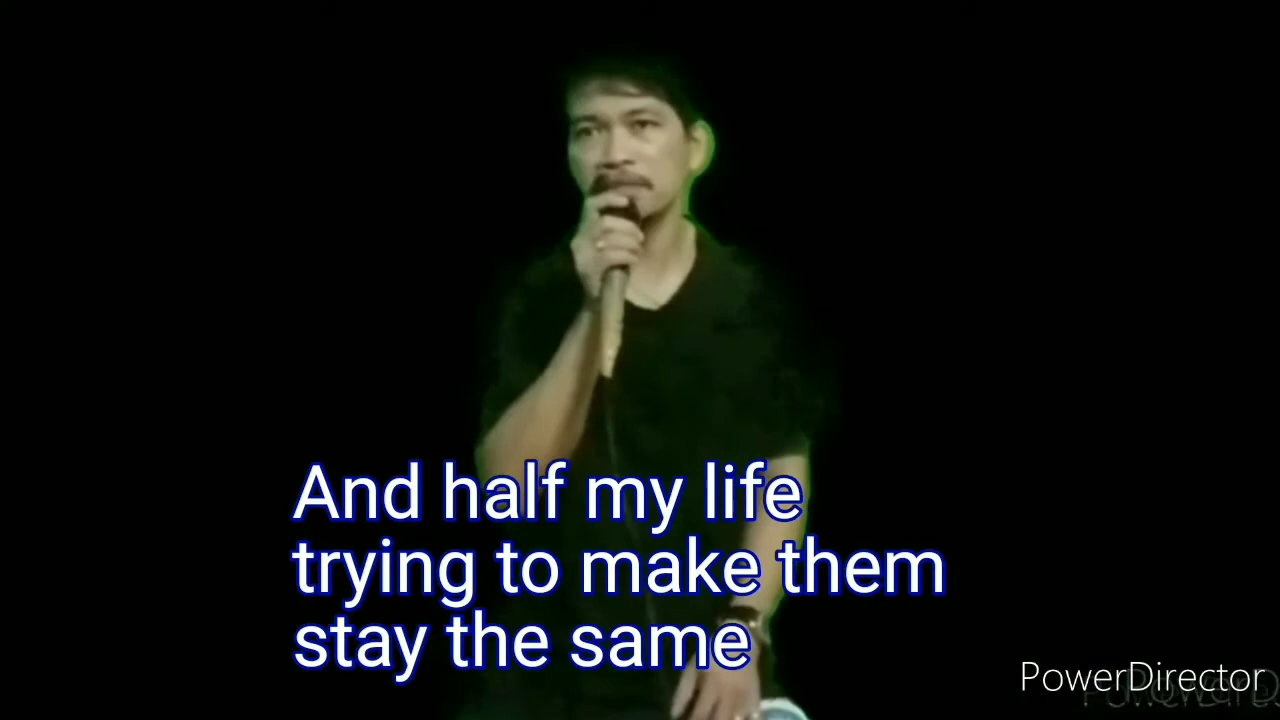 And half my life
trying to make them
stay the same
PowerDirector